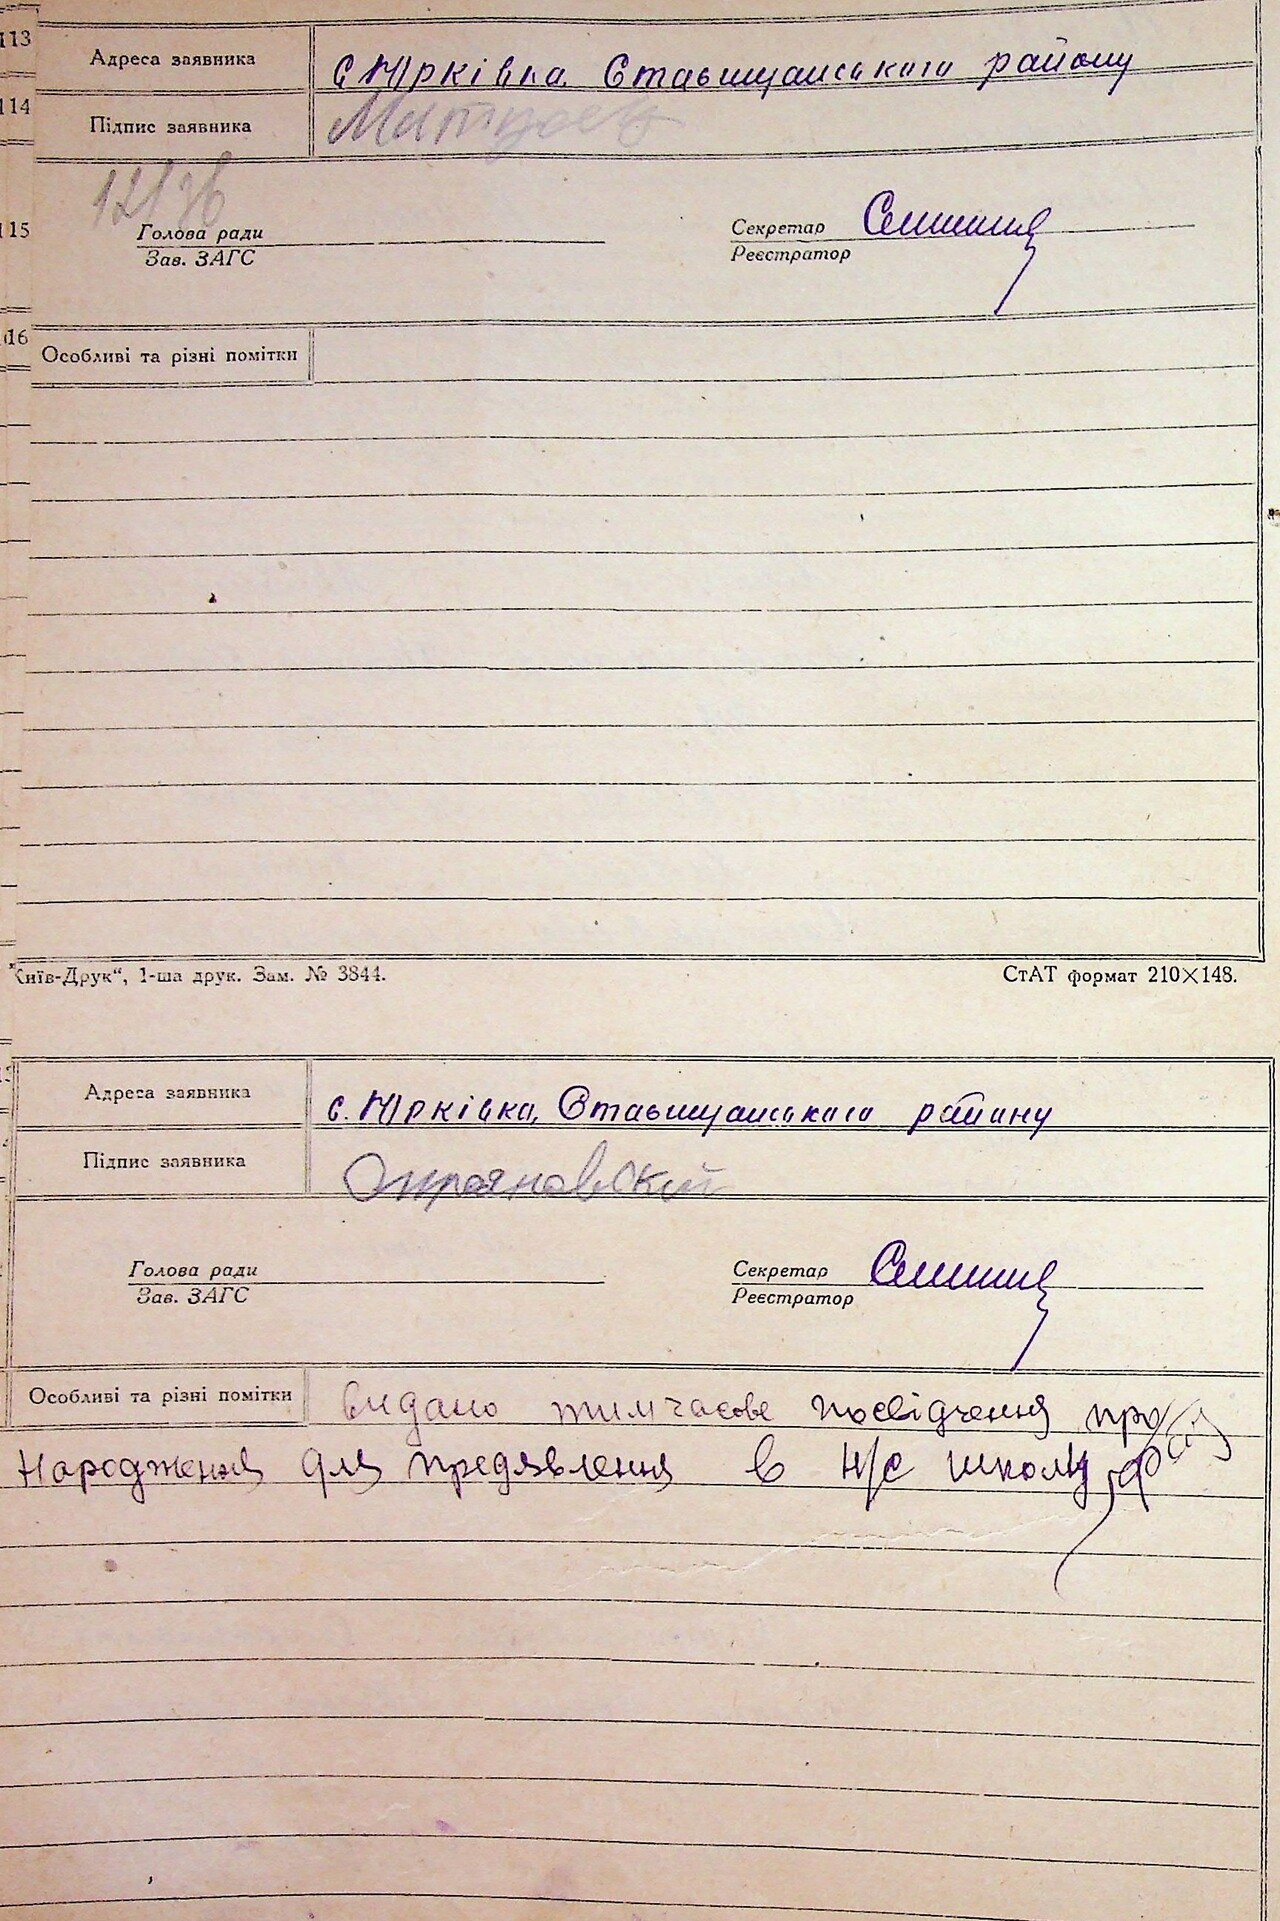 113
Адреса заявника с. Юрківка Ставищанського району
114
Підпис заявника
115
Голова ради Секретар
Зав. ЗАГС Реєстратор
116
Особливі та різні помітки
"Київ-Друк“, 1-ша друк. Зам. № 3844. СтАТ формат 210×148.
Адреса заявника с. Юрківка, Ставищанського району
Підпис заявника
Голова ради Секретар
Зав. ЗАГС Реєстратор
Особливі та різні помітки Видано тимчасове посвідчення про
Народження для предявлення в н/с школу